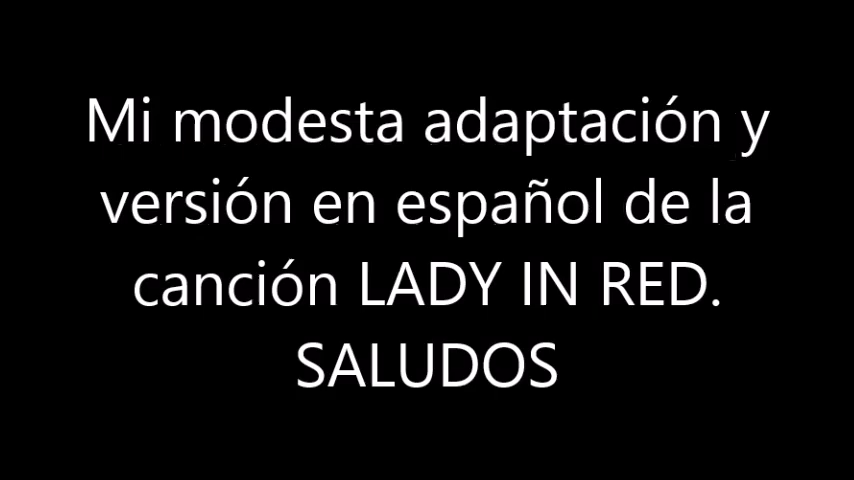 Mi modesta adaptación y
versión en español de la
canción LADY IN RED.
SALUDOS